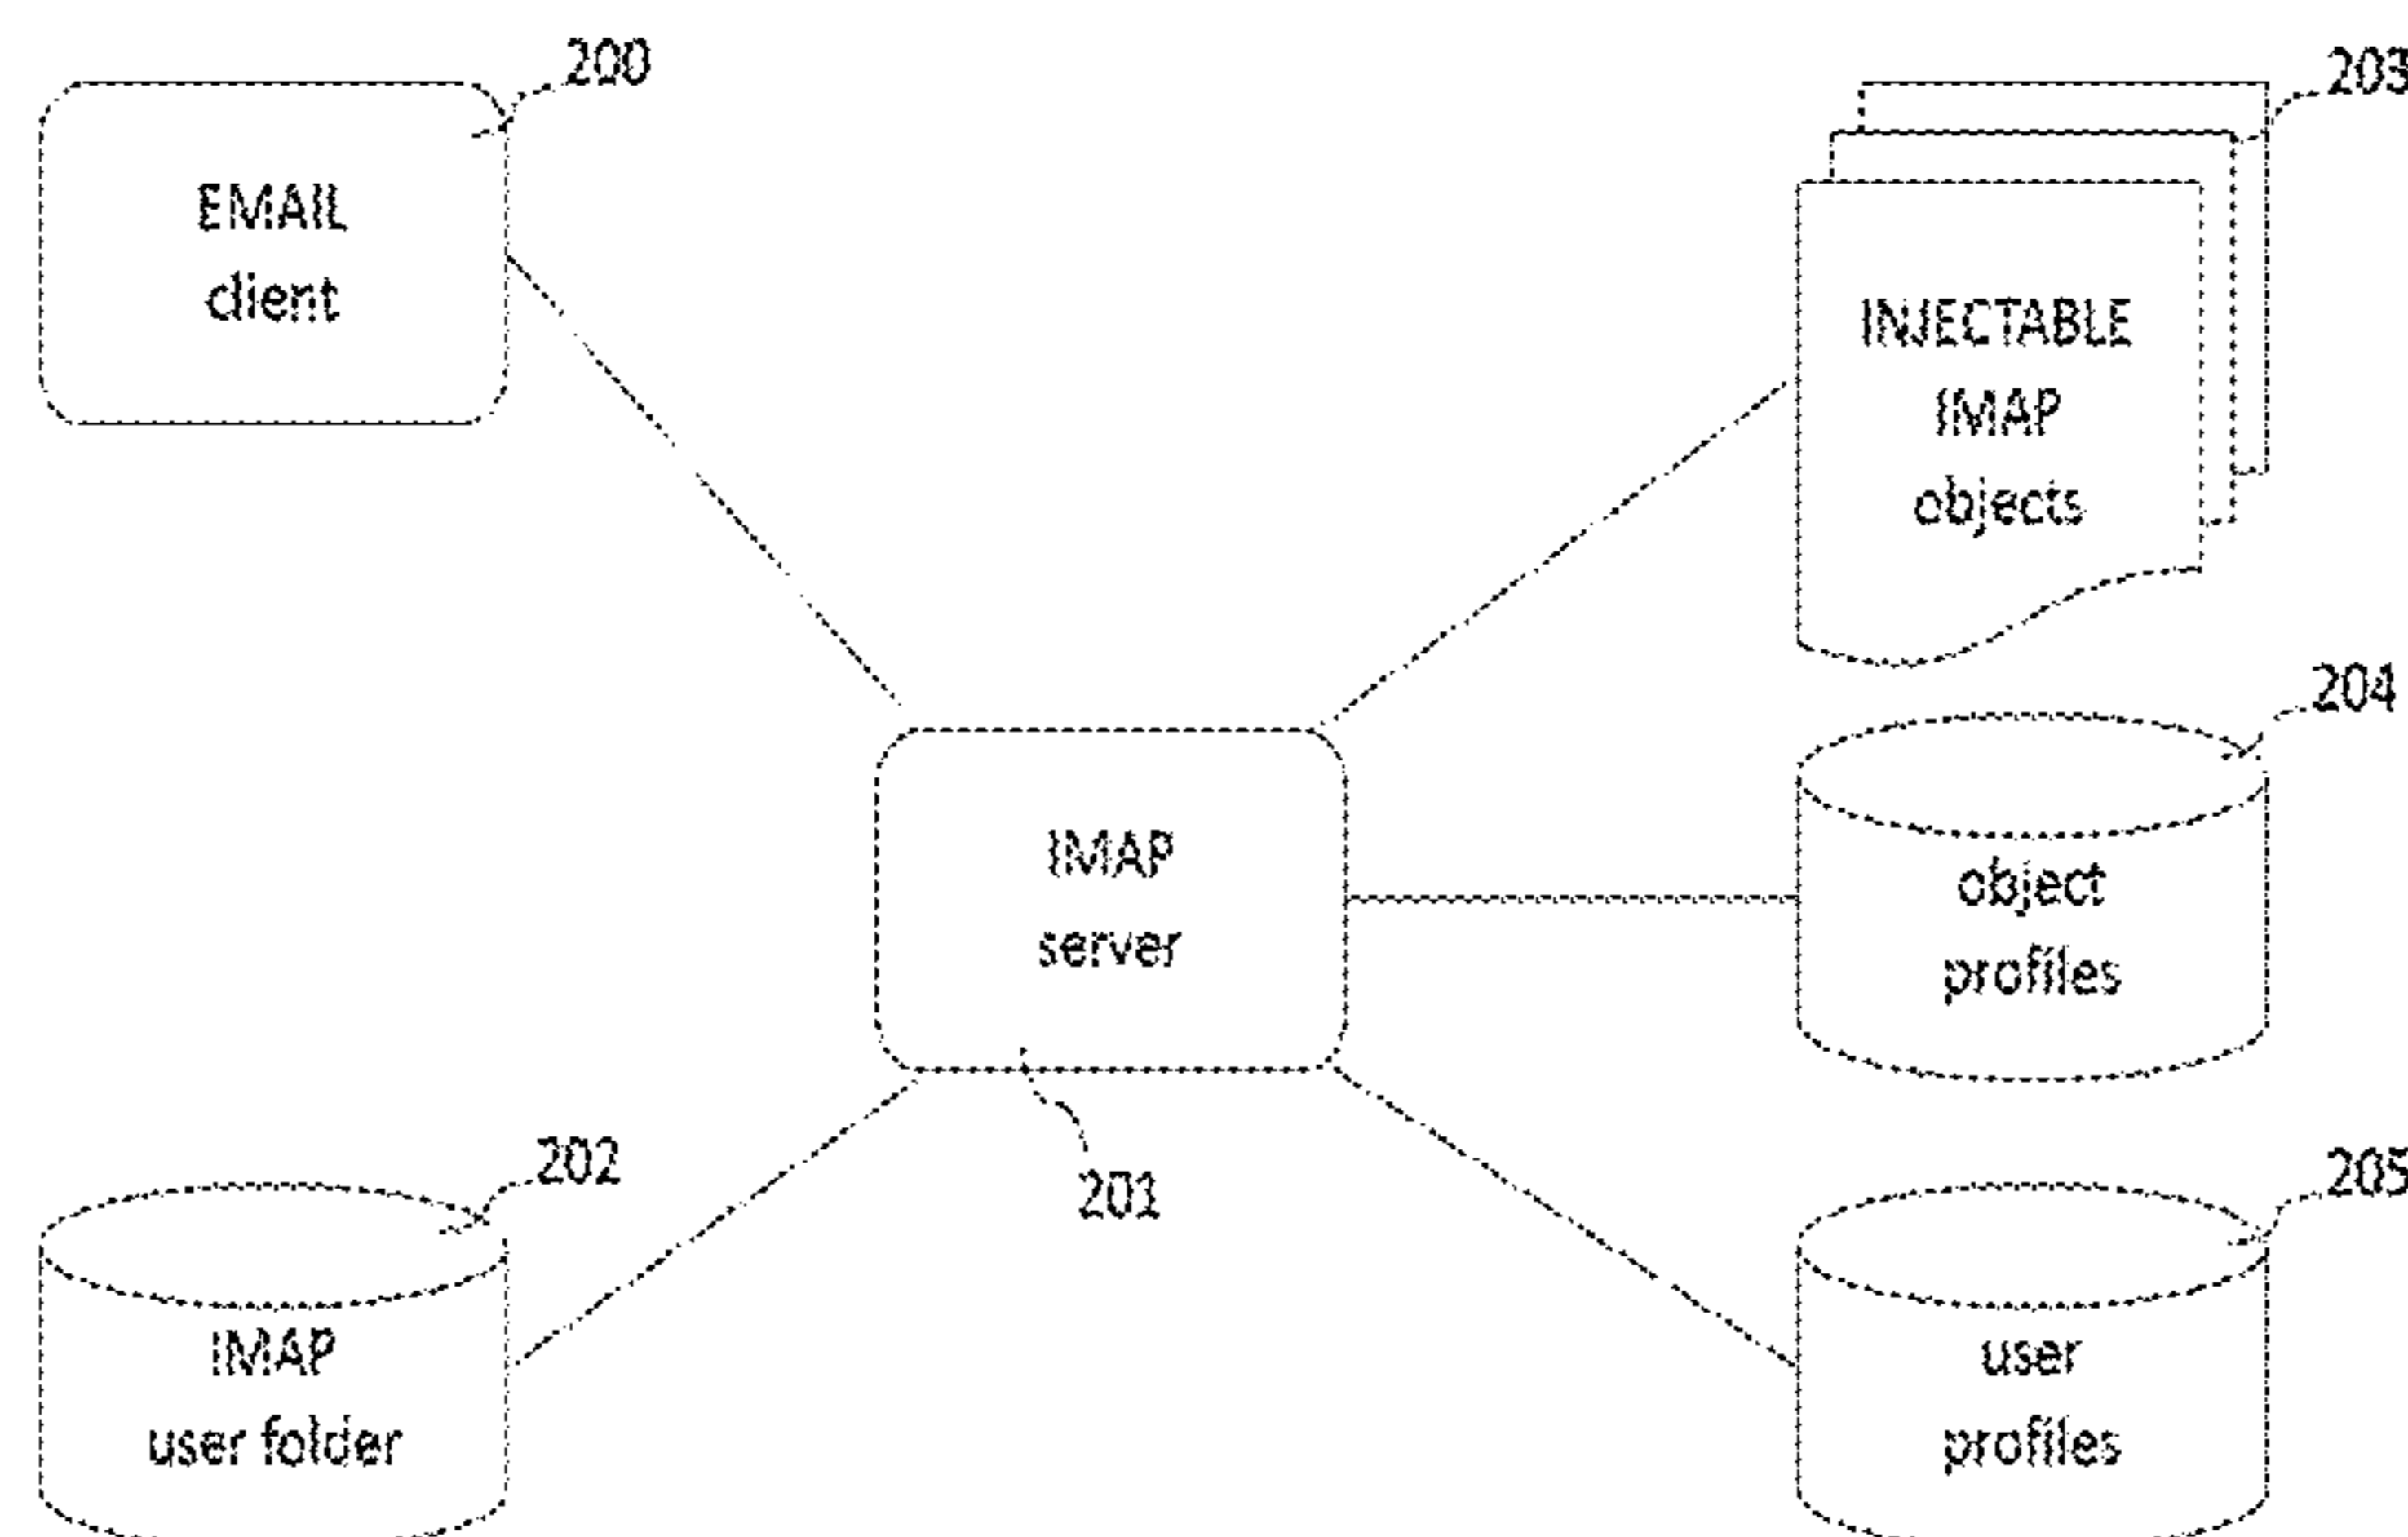 200
EMAIL
client
203
INJECTABLE
IMAP
objects
204
object
profiles
IMAP
server
201
202
IMAP
user folder
205
user
profiles